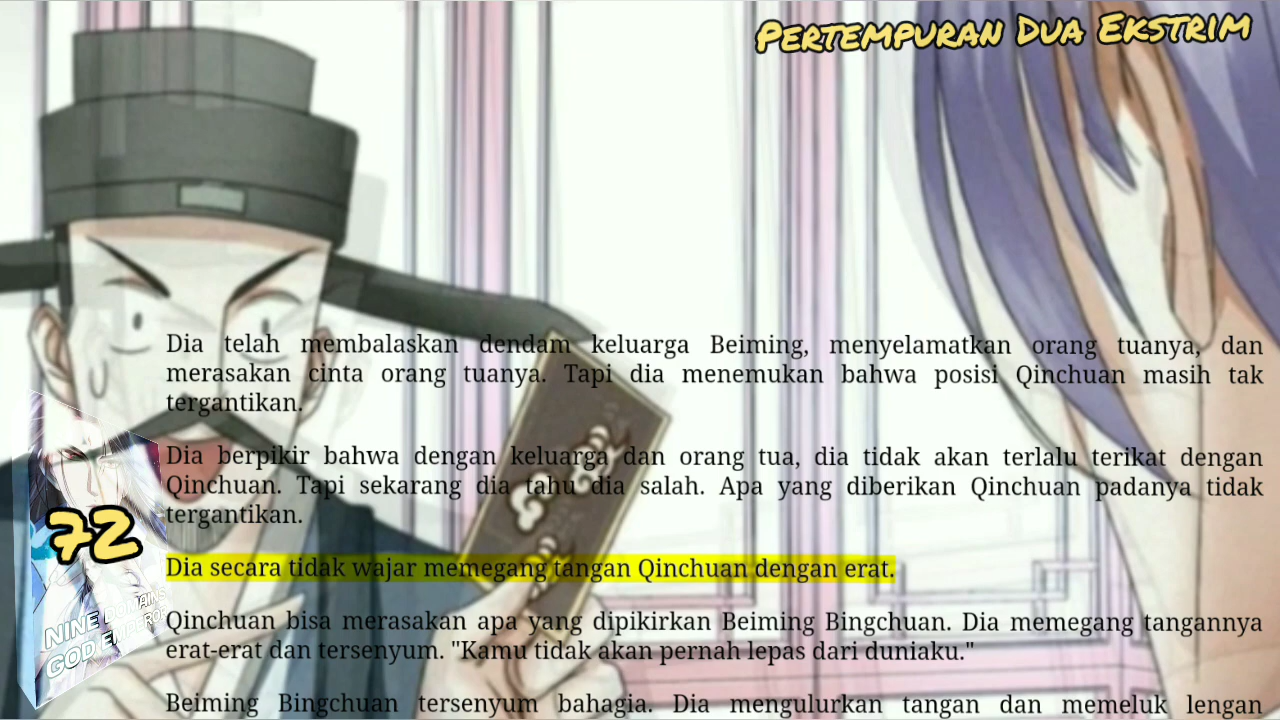 Pertempuran Dua Ekstrim
Dia telah membalaskan dendam keluarga Beiming, menyelamatkan orang tuanya, dan
merasakan cinta orang tuanya. Tapi dia menemukan bahwa posisi Qinchuan masih tak
tergantikan.
Dia berpikir bahwa dengan keluarga dan orang tua, dia tidak akan terlalu terikat dengan
Qinchuan. Tapi sekarang dia tahu dia salah. Apa yang diberikan Qinchuan padanya tidak
tergantikan.
Dia secara tidak wajar memegang tangan Qinchuan dengan erat.
Qinchuan bisa merasakan apa yang dipikirkan Beiming Bingchuan. Dia memegang tangannya
erat-erat dan tersenyum. "Kamu tidak akan pernah lepas dari duniaku."
Beiming Bingchuan tersenyum bahagia. Dia mengulurkan tangan dan memeluk lengan
72
NINE DOMAINS
GOD EMPEROR